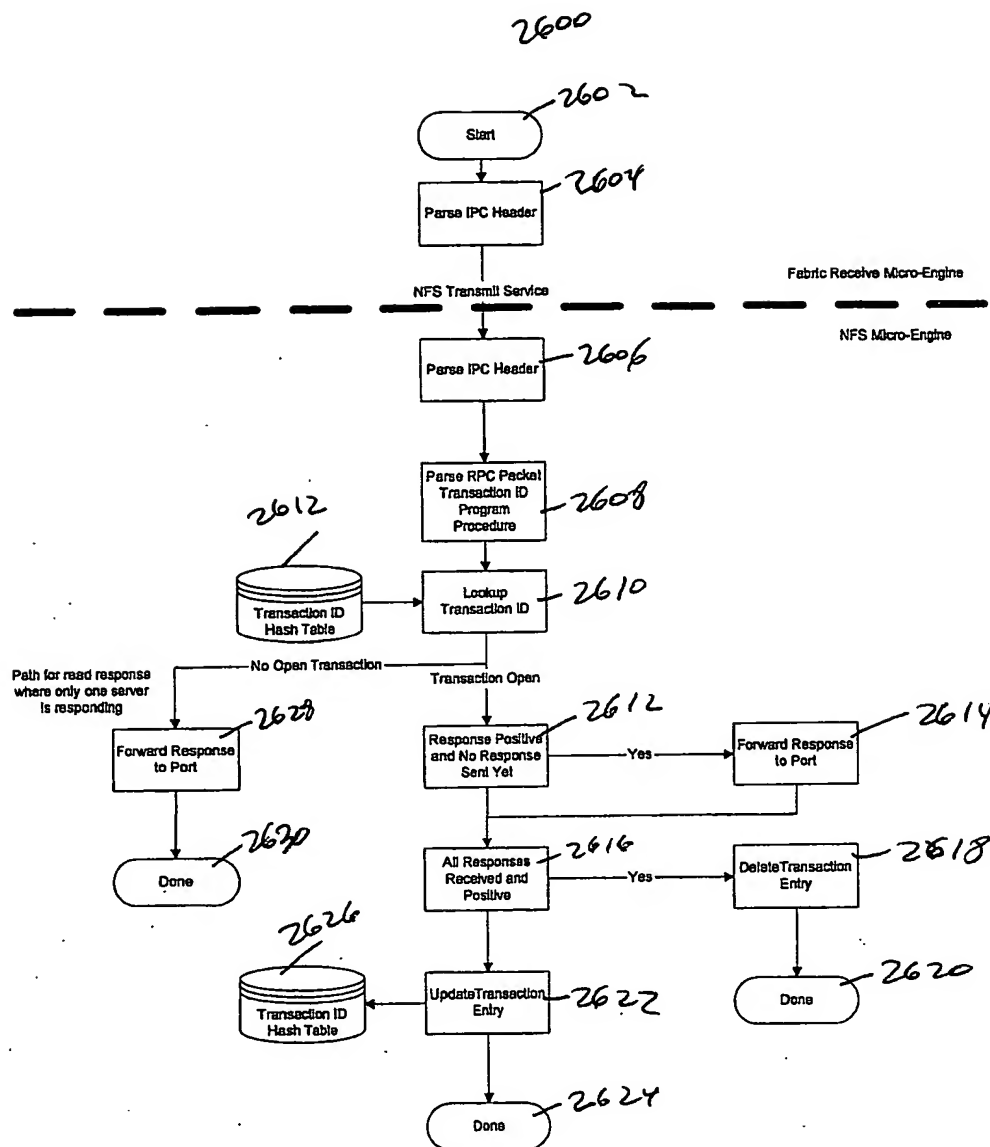 2600
2602
Start
2604
Parse IPC Header
Fabric Receive Micro-Engine
NFS Transmit Service
NFS Micro-Engine
2606
Parse IPC Header
Parse RPC Packet
Transaction ID
Program
Procedure
2608
2612
Transaction ID
Hash Table
Lookup
Transaction ID
2610
No Open Transaction
Transaction Open
Path for read response
where only one server
is responding
2628
Forward Response
to Port
2612
Response Positive
and No Response
Sent Yet
Yes
2614
Forward Response
to Port
2630
Done
2616
All Responses
Received and
Positive
Yes
2618
DeleteTransaction
Entry
2626
Transaction ID
Hash Table
UpdateTransaction
Entry
2622
2620
Done
2624
Done